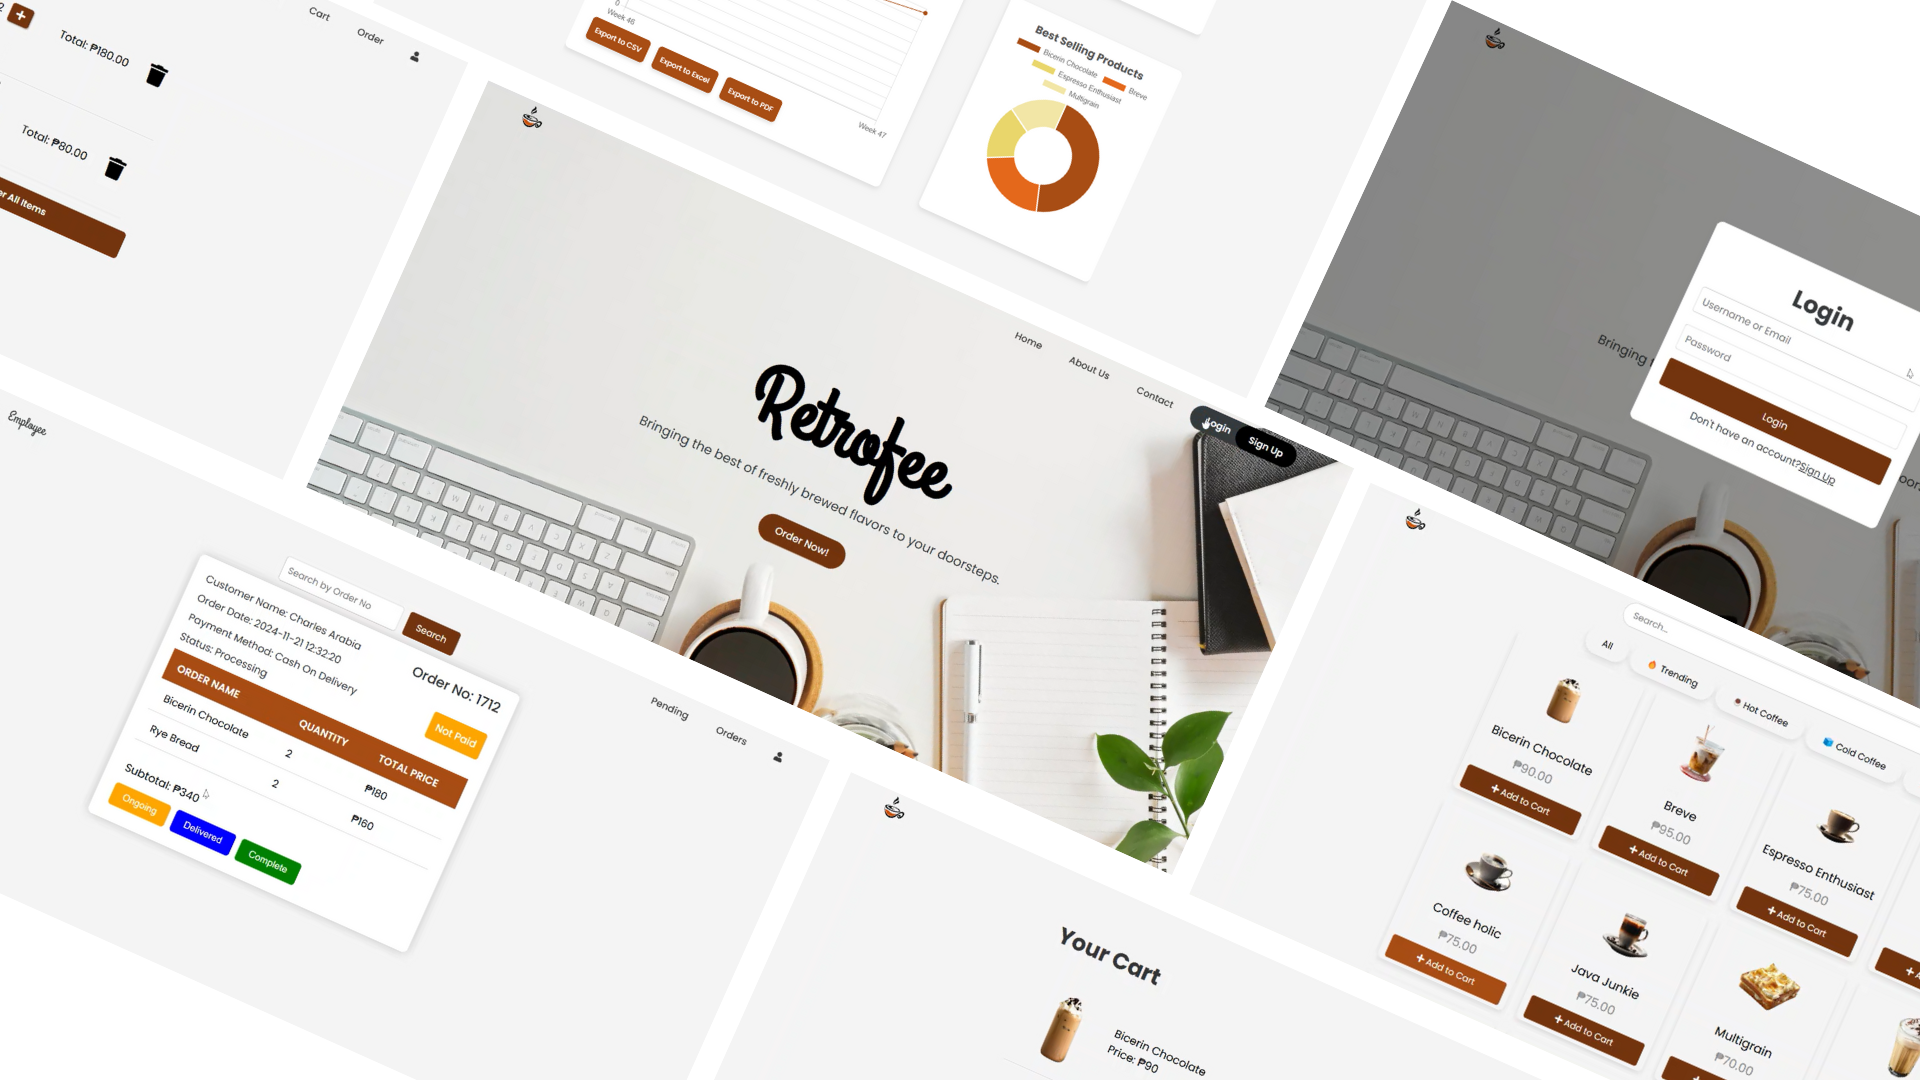 Total: ₱180.00
Total: ₱80.00
All Items
Cart
Order
0
Week 46
Week 47
Export to CSV
Export to Excel
Export to PDF
Best Selling Products
Bicerin Chocolate
Breve
Espresso Enthusiast
Multigrain
Home
About Us
Contact
Login
Sign Up
Retrofee
Bringing the best of freshly brewed flavors to your doorsteps.
Order Now!
Bringing
Login
Username or Email
Password
Login
Don't have an account?Sign Up
Employee
Pending
Orders
Search by Order No
Search
Customer Name: Charles Arabia
Order Date: 2024-11-21 12:32:20
Payment Method: Cash On Delivery
Status: Processing
Order No: 1712
Not Paid
ORDER NAME QUANTITY TOTAL PRICE
Bicerin Chocolate 2 ₱180
Rye Bread 2 ₱160
Subtotal: ₱340
Ongoing
Delivered
Complete
Your Cart
Bicerin Chocolate
Price: ₱90
Search...
All
Trending
Hot Coffee
Cold Coffee
Bicerin Chocolate
₱90.00
+ Add to Cart
Breve
₱95.00
+ Add to Cart
Espresso Enthusiast
₱75.00
+ Add to Cart
Coffee holic
₱75.00
+ Add to Cart
Java Junkie
₱75.00
+ Add to Cart
Multigrain
₱70.00